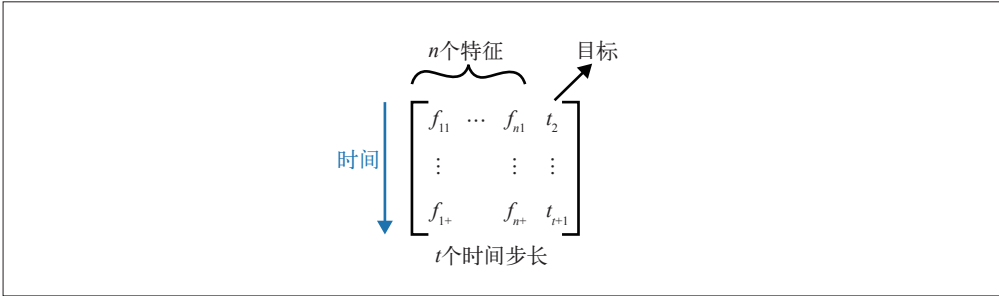 n个特征 目标
时间
f₁₁ ⋯ fₙ₁ t₂
⋮ ⋮ ⋮
f₁₊ fₙ₊ tₜ₊₁
t个时间步长